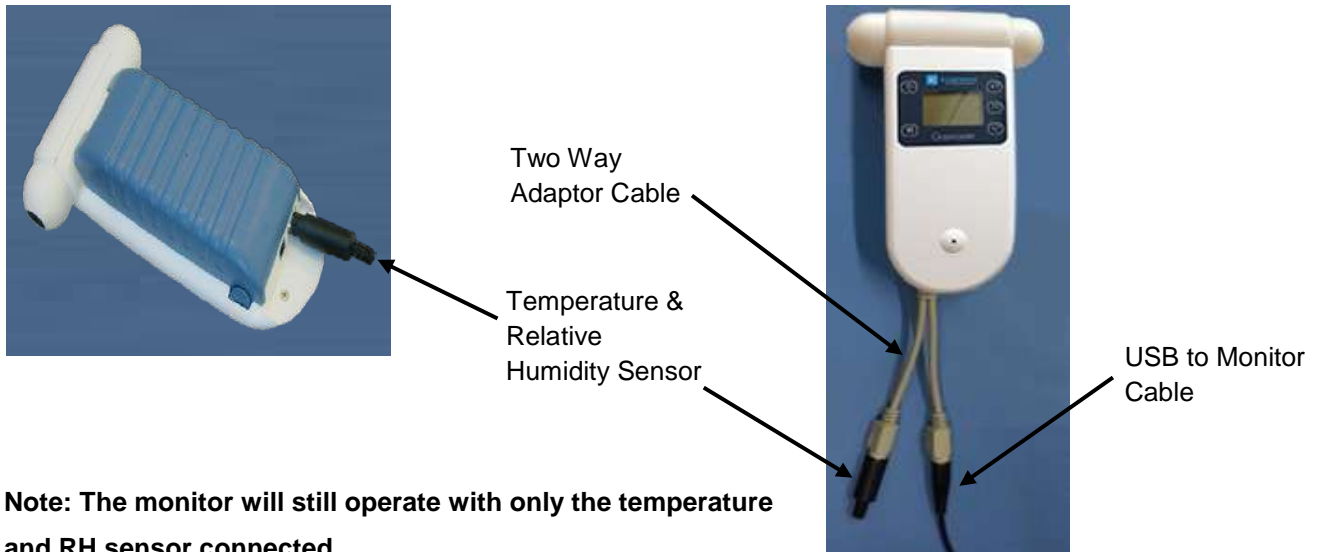 Two Way
Adaptor Cable
Temperature &
Relative
Humidity Sensor
USB to Monitor
Cable
Note: The monitor will still operate with only the temperature
and RH sensor connected